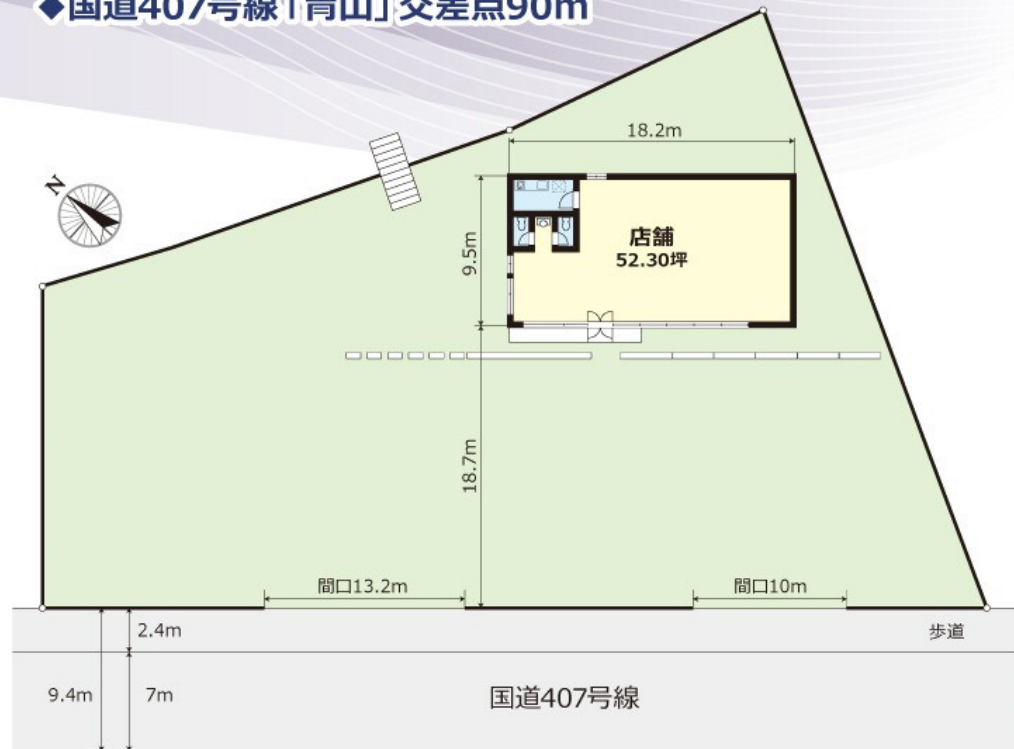 ◆国道407号線「青山」交差点90m
18.2m
N
9.5m
店舗
52.30坪
18.7m
間口13.2m
間口10m
2.4m
歩道
9.4m
7m
国道407号線